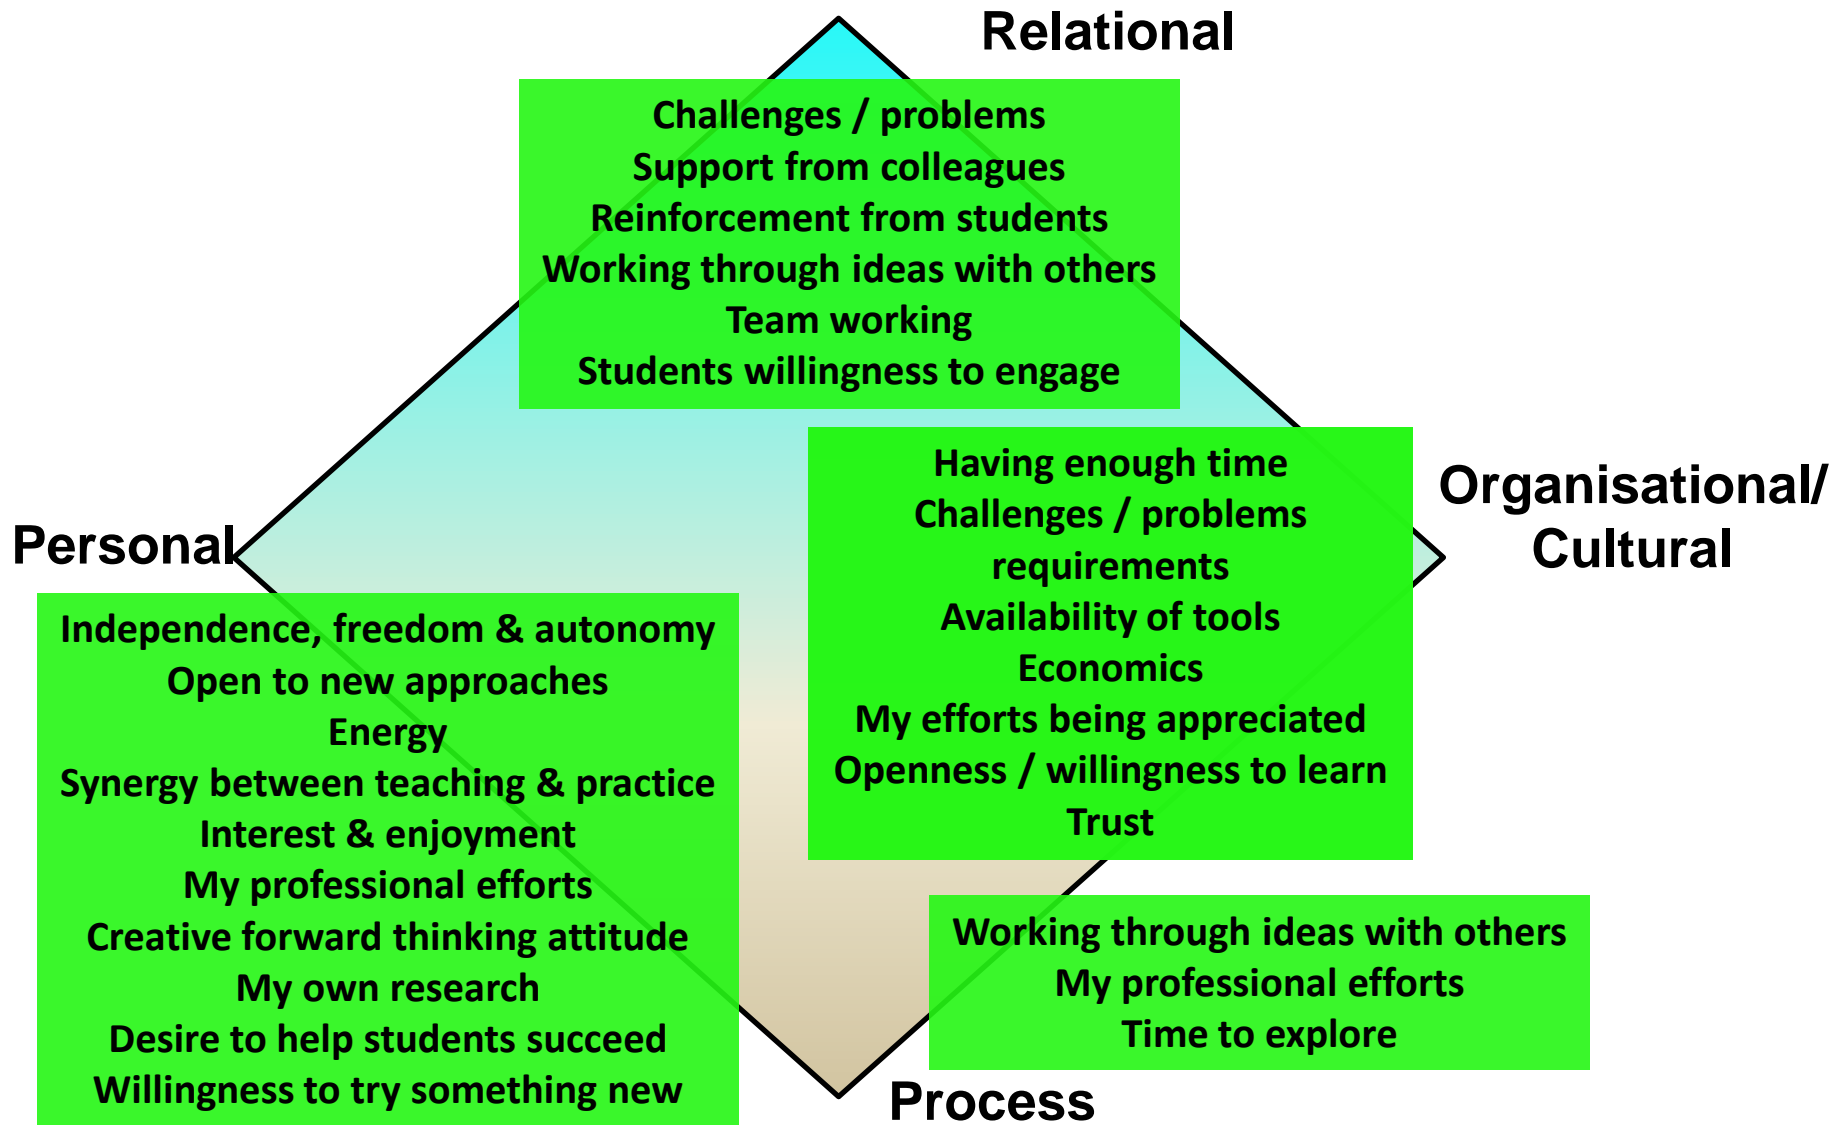 Relational
Challenges / problems
Support from colleagues
Reinforcement from students
Working through ideas with others
Team working
Students willingness to engage
Personal
Independence, freedom & autonomy
Open to new approaches
Energy
Synergy between teaching & practice
Interest & enjoyment
My professional efforts
Creative forward thinking attitude
My own research
Desire to help students succeed
Willingness to try something new
Organisational/
Cultural
Having enough time
Challenges / problems
requirements
Availability of tools
Economics
My efforts being appreciated
Openness / willingness to learn
Trust
Working through ideas with others
My professional efforts
Time to explore
Process